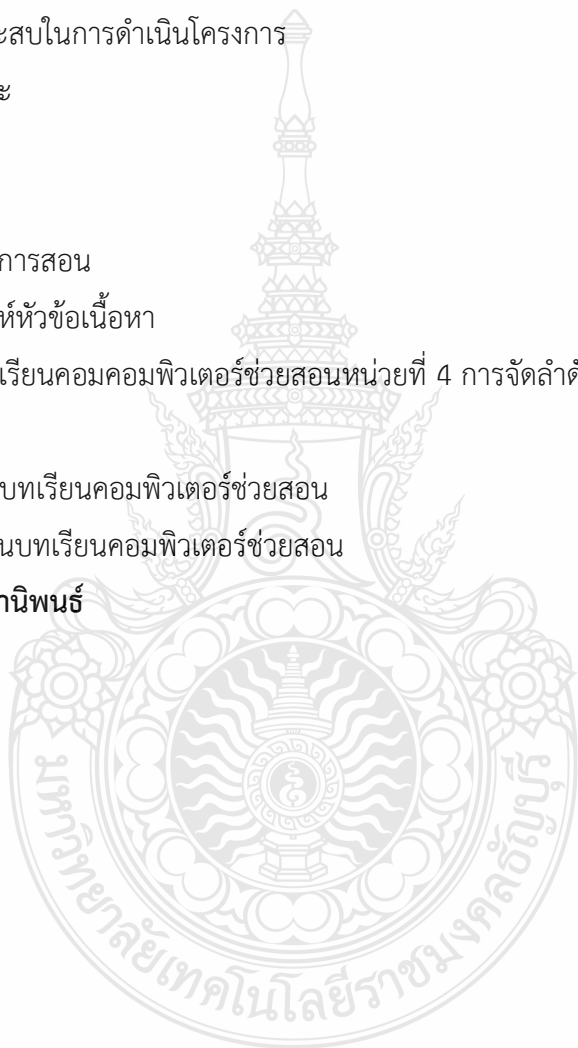 ะสบในการดำเนินโครงการ
ะ
การสอน
ห์หัวข้อเนื้อหา
เรียนคอมคอมพิวเตอร์ช่วยสอนหน่วยที่ 4 การจัดลำดั
บทเรียนคอมพิวเตอร์ช่วยสอน
นบทเรียนคอมพิวเตอร์ช่วยสอน
านิพนธ์
มหาวิทยาลัยเทคโนโลยีราชมงคลธัญบุรี